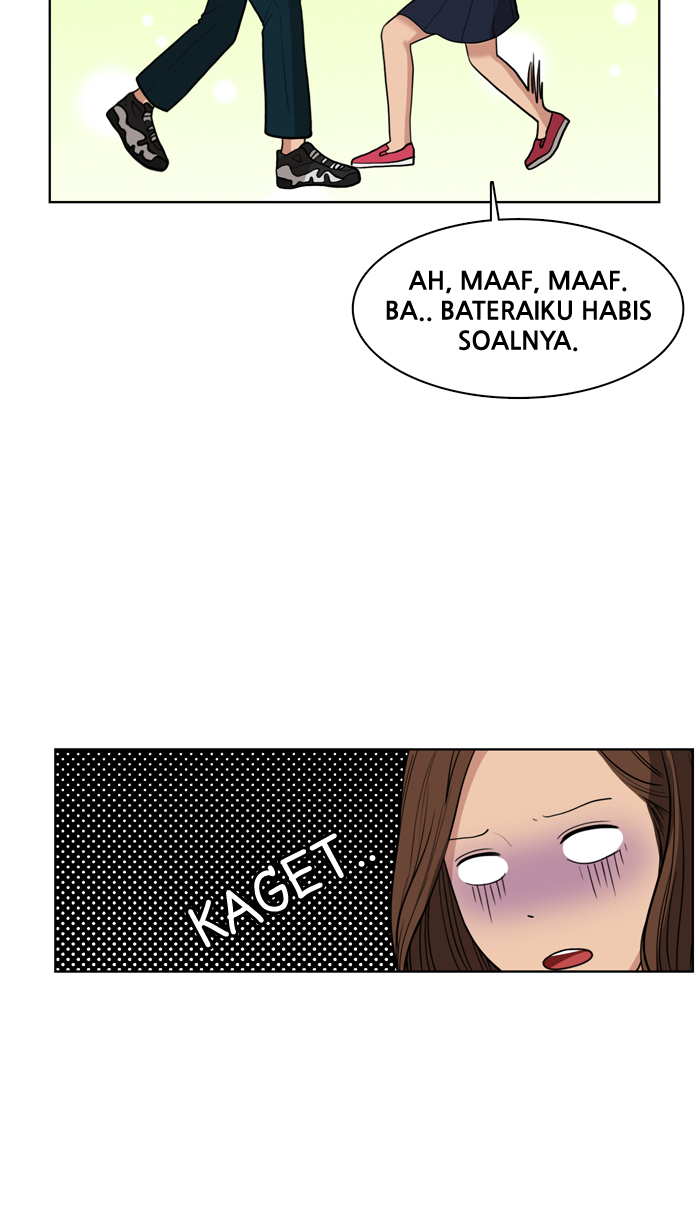 AH, MAAF, MAAF.
BA.. BATERAIKU HABIS
SOALNYA.
KAGET..